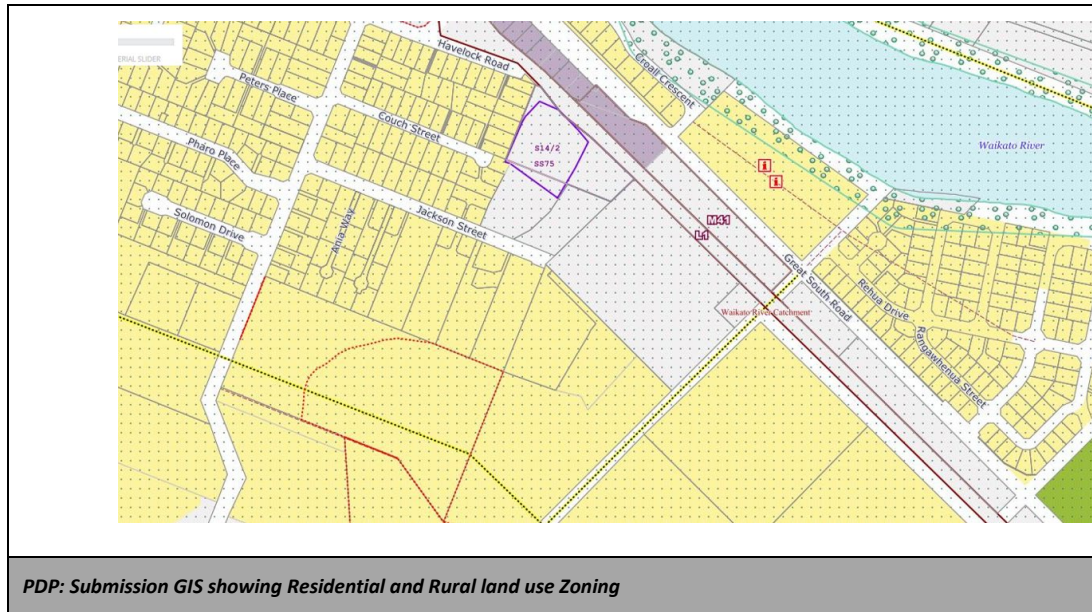 Havelock Road
ERIAL SLIDER
Croall Crescent
Peters Place
Couch Street
S14/2
SS75
Waikato River
Pharo Place
Solomon Drive
Ania Way
Jackson Street
M41
L1
Great South Road
Rehua Drive
Waikato River Catchment
Rangawhenua Street
PDP: Submission GIS showing Residential and Rural land use Zoning